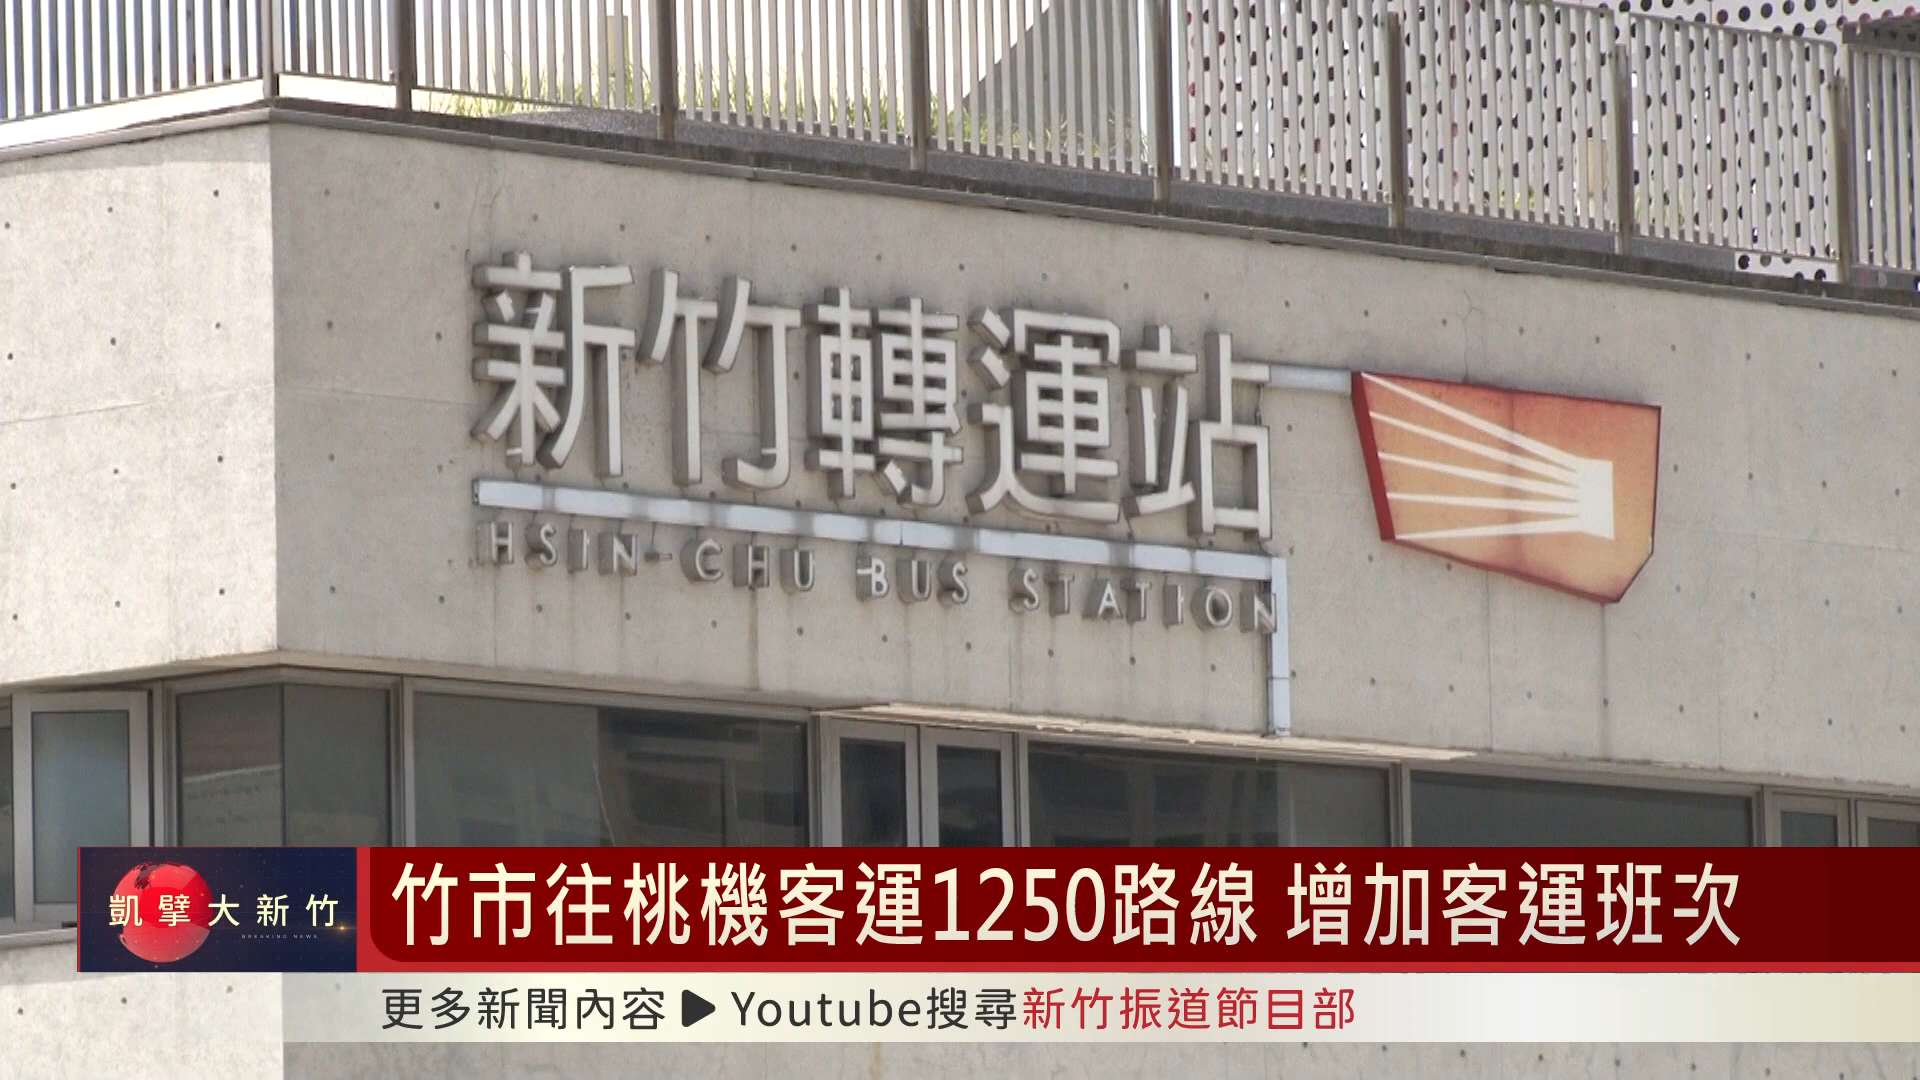 新竹轉運站
HSIN-CHU BUS STATION
凱擘大新竹
BREAKING NEWS
竹市往桃機客運1250路線 增加客運班次
更多新聞內容▶Youtube搜尋新竹振道節目部